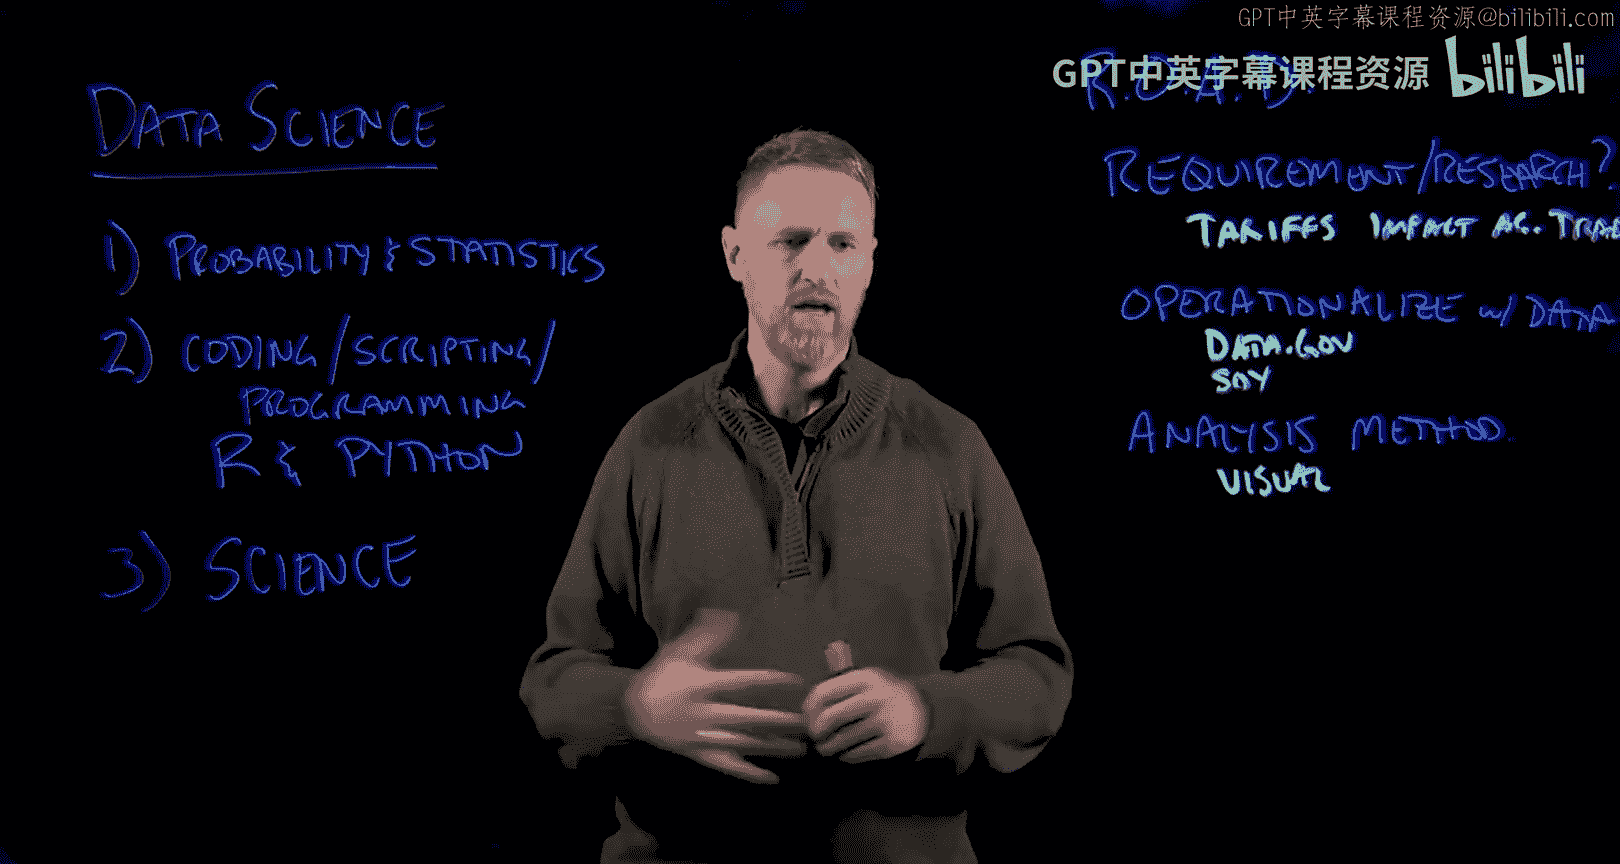 GPT中英字幕课程资源@bilibili.com
GPT中英字幕课程资源 bilibili
DATA SCIENCE
1) PROBABILITY & STATISTICS
2) CODING/SCRIPTING/
PROGRAMMING
R & PYTHON
3) SCIENCE
R.O.A.D.
REQUIREMENT/RESEARCH?
TARIFFS IMPACT AG. TRAD
OPERATIONALIZE W/ DATA
DATA.GOV
SOY
ANALYSIS METHOD.
VISUAL